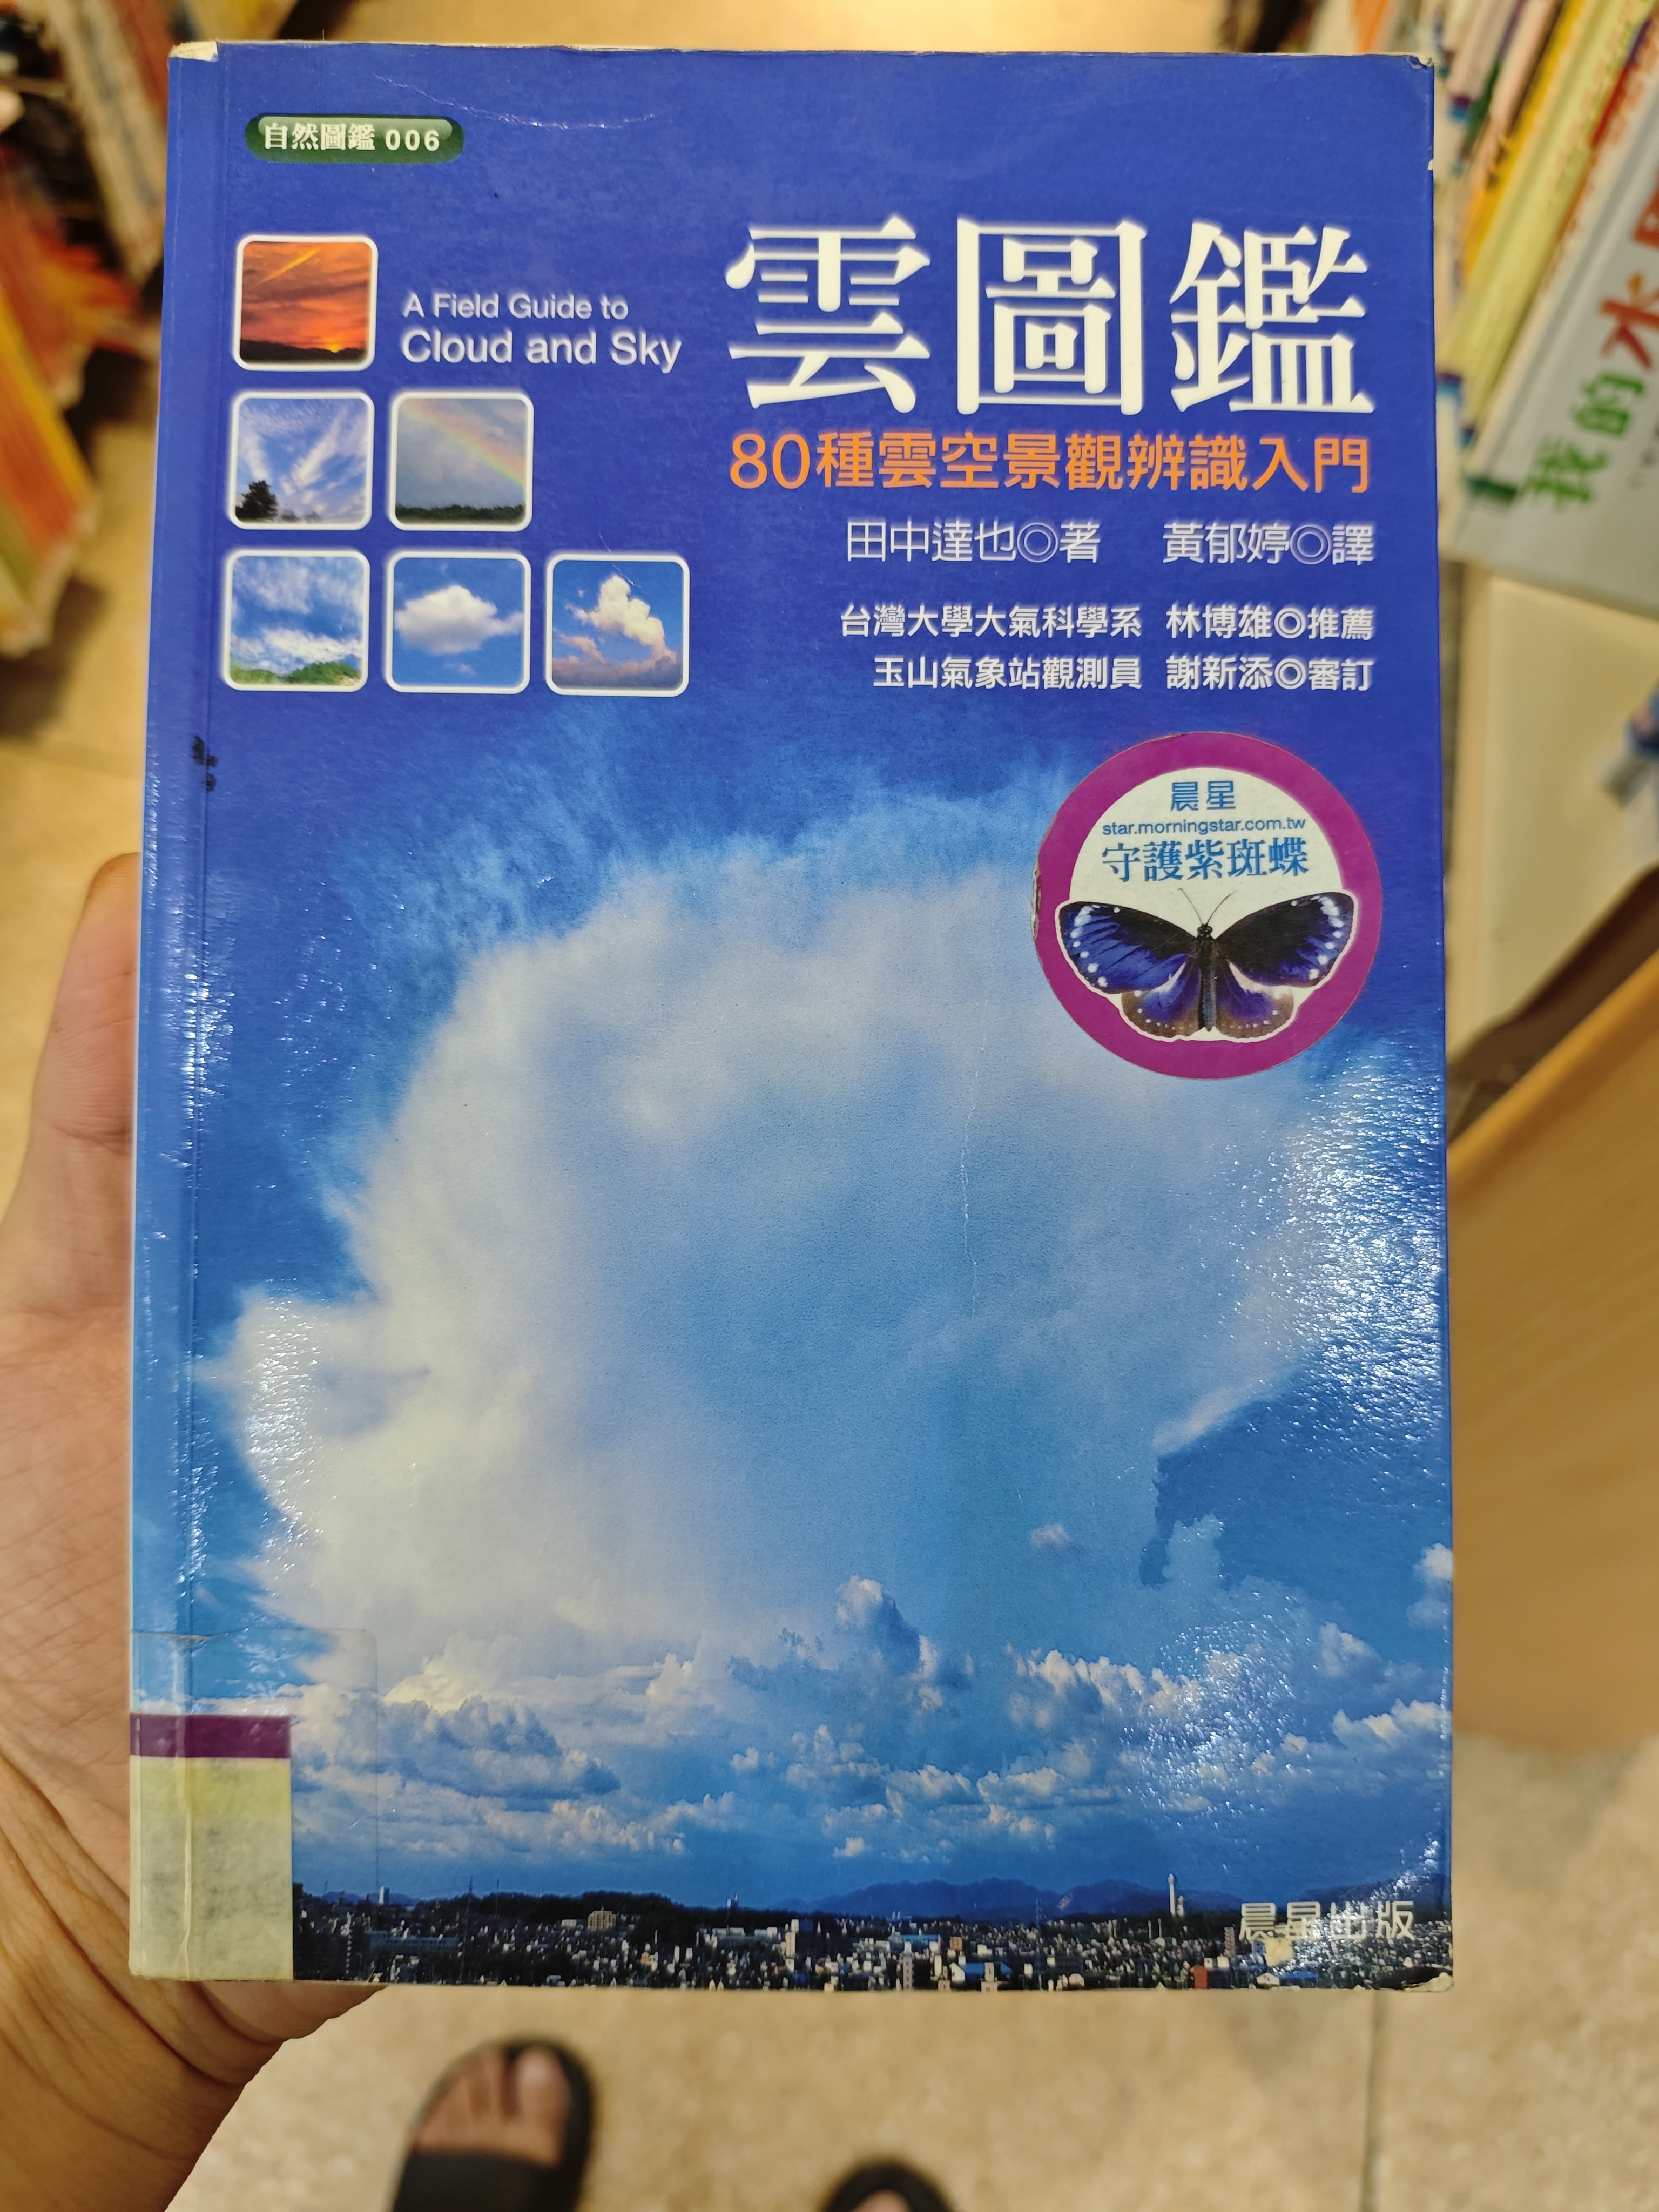 自然圖鑑 006
A Field Guide to
Cloud and Sky
雲圖鑑
80種雲空景觀辨識入門
田中達也◎著 黃郁婷◎譯
台灣大學大氣科學系 林博雄◎推薦
玉山氣象站觀測員 謝新添◎審訂
晨星
star.morningstar.com.tw
守護紫斑蝶
晨星出版
我的水